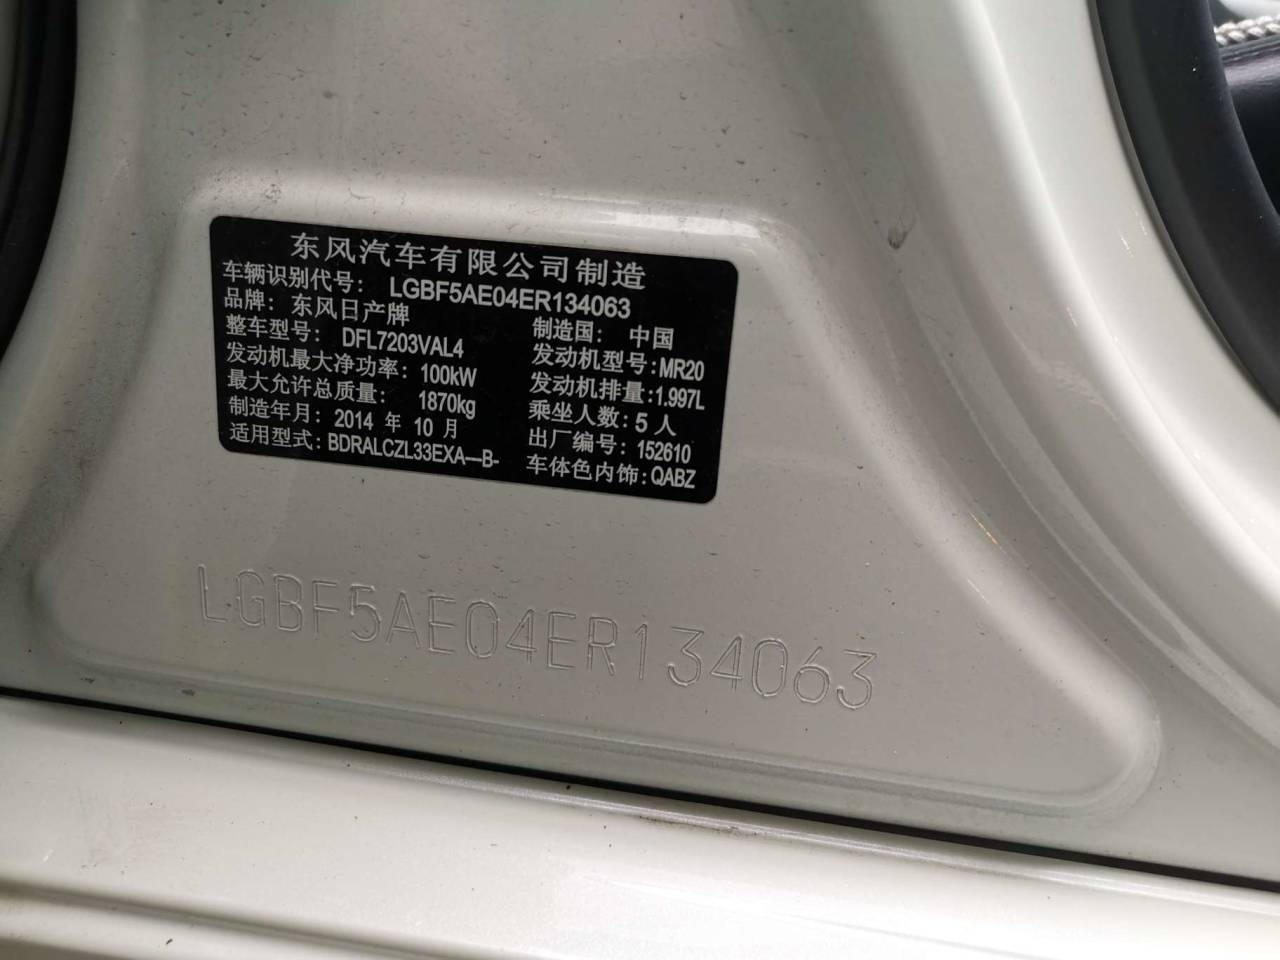 东风汽车有限公司制造
车辆识别代号: LGBF5AE04ER134063
品牌: 东风日产牌 制造国: 中国
整车型号: DFL7203VAL4 发动机型号:MR20
发动机最大净功率: 100kW 发动机排量:1.997L
最大允许总质量: 1870kg 乘坐人数:5 人
制造年月: 2014 年 10 月 出厂编号: 152610
适用型式: BDRALCZL33EXA—B- 车体色内饰:QABZ
LGBF5AE04ER134063